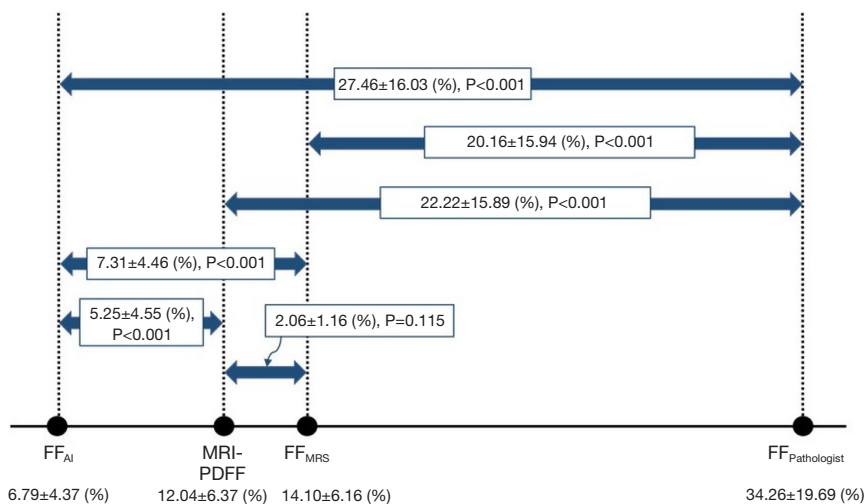 27.46±16.03 (%), P<0.001
20.16±15.94 (%), P<0.001
22.22±15.89 (%), P<0.001
7.31±4.46 (%), P<0.001
5.25±4.55 (%),
P<0.001
2.06±1.16 (%), P=0.115
FFAI MRI- FFMRS FFPathologist
PDFF
6.79±4.37 (%) 12.04±6.37 (%) 14.10±6.16 (%) 34.26±19.69 (%)